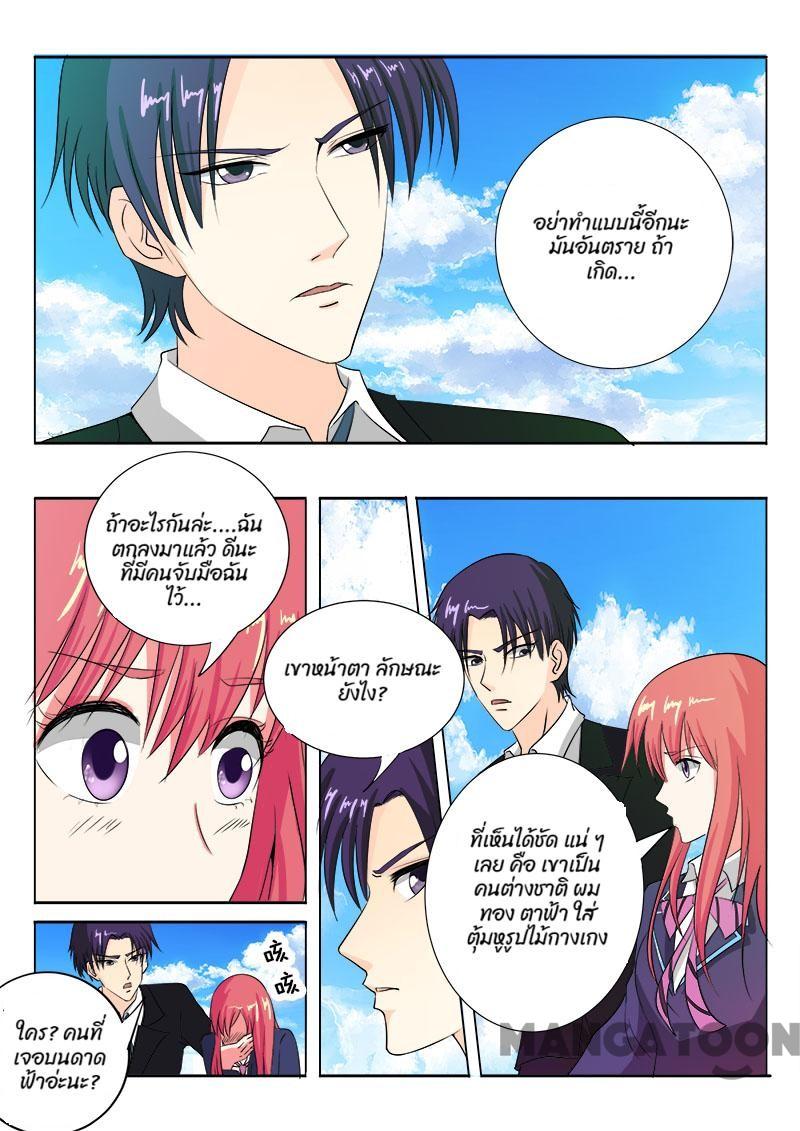 อย่าทำแบบนี้อีกนะ
มันอันตราย ถ้า
เกิด...
ถ้าอะไรกันล่ะ....ฉัน
ตกลงมาแล้ว ดีนะ
ที่มีคนจับมือฉัน
ไว้...
เขาหน้าตา ลักษณะ
ยังไง?
ที่เห็นได้ชัด แน่ ๆ
เลย คือ เขาเป็น
คนต่างชาติ ผม
ทอง ตาฟ้า ใส่
ตุ้มหูรูปไม้กางเกง
咳
咳
ใคร? คนที่
เจอบนดาด
ฟ้าอ่ะนะ?
MANGATOON